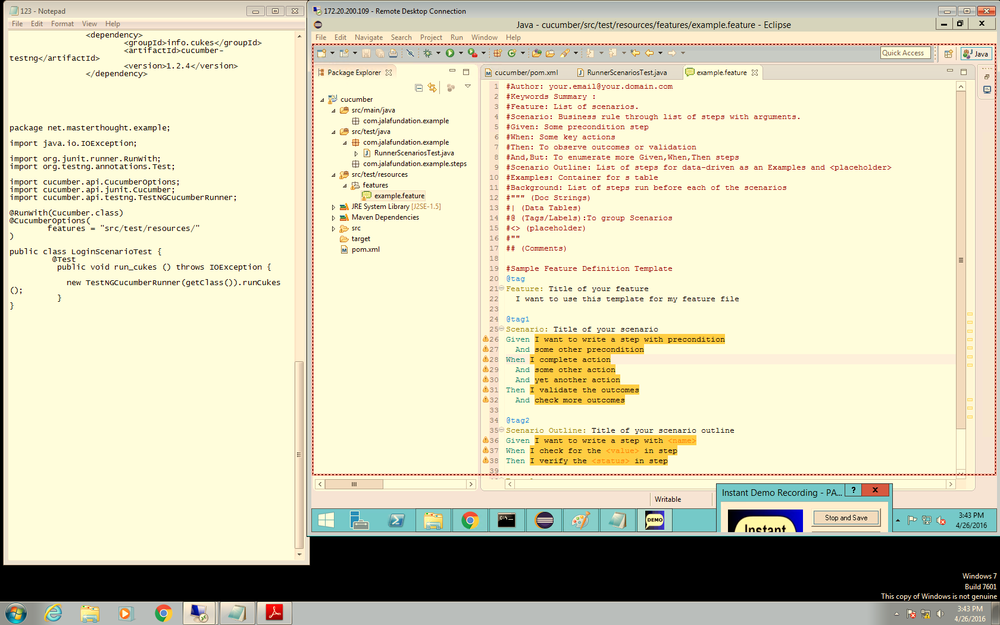 123 - Notepad
File Edit Format View Help
<dependency>
<groupId>info.cukes</groupId>
<artifactId>cucumber-
testng</artifactId>
<version>1.2.4</version>
</dependency>
package net.masterthought.example;
import java.io.IOException;
import org.junit.runner.RunWith;
import org.testng.annotations.Test;
import cucumber.api.CucumberOptions;
import cucumber.api.junit.Cucumber;
import cucumber.api.testng.TestNGCucumberRunner;
@RunWith(Cucumber.class)
@CucumberOptions(
features = "src/test/resources/"
)
public class LoginScenarioTest {
@Test
public void run_cukes () throws IOException {
new TestNGCucumberRunner(getClass()).runCukes
();
}
}
172.20.200.109 - Remote Desktop Connection
Java - cucumber/src/test/resources/features/example.feature - Eclipse
File Edit Navigate Search Project Run Window Help
Quick Access
Java
Package Explorer
cucumber
src/main/java
com.jalafundation.example
src/test/java
com.jalafundation.example
RunnerScenariosTest.java
com.jalafundation.example.steps
src/test/resources
features
example.feature
JRE System Library [J2SE-1.5]
Maven Dependencies
src
target
pom.xml
cucumber/pom.xml RunnerScenariosTest.java example.feature
1 #Author: your.email@your.domain.com
2 #Keywords Summary :
3 #Feature: List of scenarios.
4 #Scenario: Business rule through list of steps with arguments.
5 #Given: Some precondition step
6 #When: Some key actions
7 #Then: To observe outcomes or validation
8 #And,But: To enumerate more Given,When,Then steps
9 #Scenario Outline: List of steps for data-driven as an Examples and <placeholder>
10 #Examples: Container for s table
11 #Background: List of steps run before each of the scenarios
12 #""" (Doc Strings)
13 #| (Data Tables)
14 #@ (Tags/Labels):To group Scenarios
15 #<> (placeholder)
16 #""
17 ## (Comments)
18
19 #Sample Feature Definition Template
20 @tag
21 Feature: Title of your feature
22 I want to use this template for my feature file
23
24 @tag1
25 Scenario: Title of your scenario
26 Given I want to write a step with precondition
27 And some other precondition
28 When I complete action
29 And some other action
30 And yet another action
31 Then I validate the outcomes
32 And check more outcomes
33
34 @tag2
35 Scenario Outline: Title of your scenario outline
36 Given I want to write a step with <name>
37 When I check for the <value> in step
38 Then I verify the <status> in step
39
Writable
Instant Demo Recording - PA... ?
Instant
Stop and Save
DEMO
3:43 PM
4/26/2016
Windows 7
Build 7601
This copy of Windows is not genuine
3:43 PM
4/26/2016